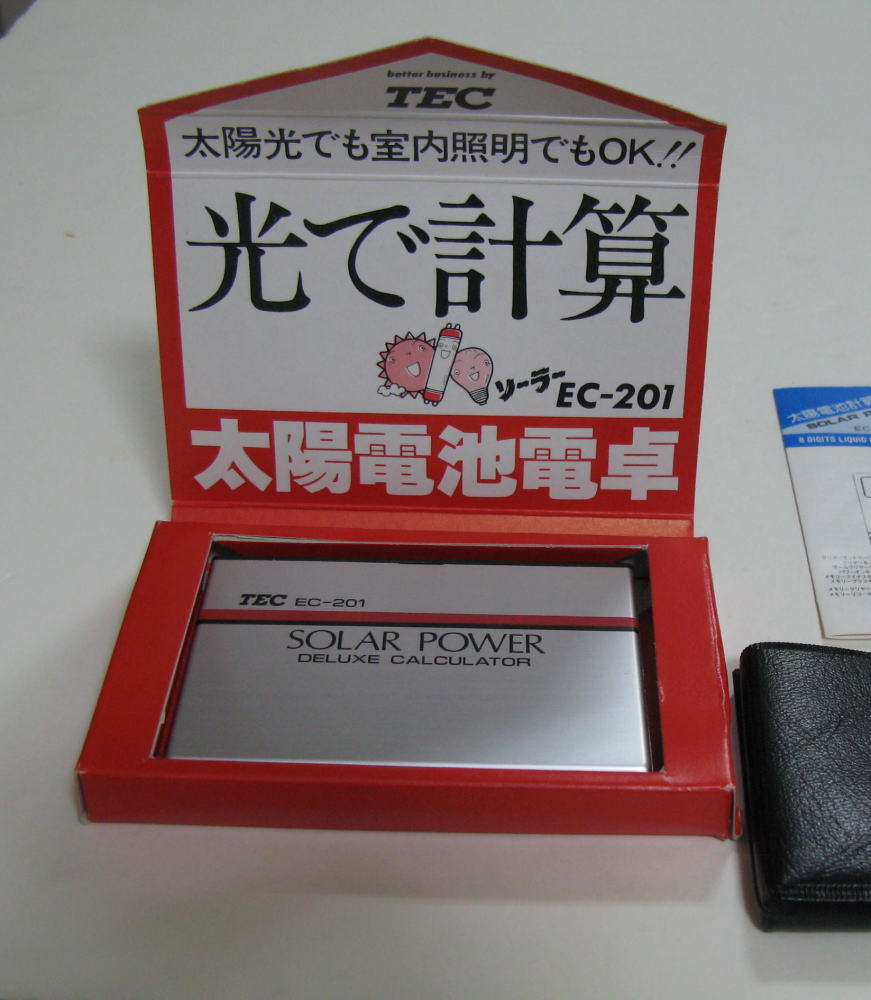 better business by
TEC
太陽光でも室内照明でもOK!!
光で計算
ソーラー EC-201
太陽電池電卓
TEC EC-201
SOLAR POWER
DELUXE CALCULATOR
太陽電池計算
SOLAR
EC
8 DIGITS LIQUID